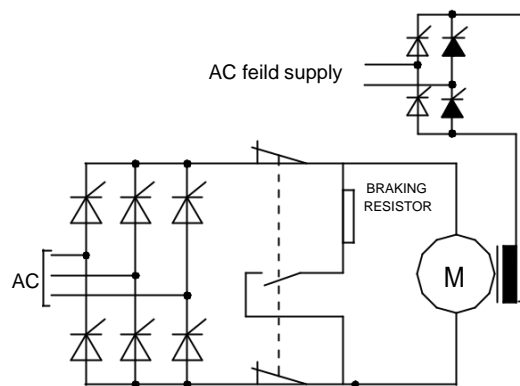 AC feild supply
BRAKING
RESISTOR
AC
M